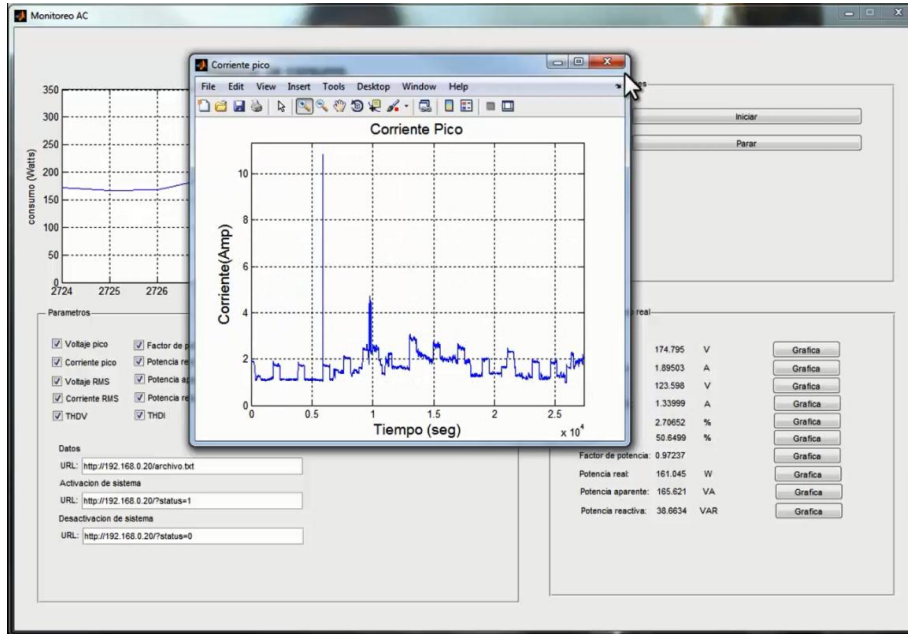 Monitoreo AC
Corriente pico
File Edit View Insert Tools Desktop Window Help
Corriente Pico
Corriente(Amp)
10
8
6
4
2
0
0 0.5 1 1.5 2 2.5
x 10⁴
Tiempo (seg)
consumo (Watts)
350
300
250
200
150
100
50
0
2724 2725 2726
Iniciar
Parar
Parametros
Voltaje pico Factor de p
Corriente pico Potencia re
Voltaje RMS Potencia ap
Corriente RMS Potencia re
THDV THDI
Datos
URL: http://192.168.0.20/archivo.txt
Activacion de sistema
URL: http://192.168.0.20/?status=1
Desactivacion de sistema
URL: http://192.168.0.20/?status=0
real
174.795 V Grafica
1.89503 A Grafica
123.598 V Grafica
1.33999 A Grafica
2.70652 % Grafica
50.6499 % Grafica
Factor de potencia: 0.97237 Grafica
Potencia real: 161.045 W Grafica
Potencia aparente: 165.621 VA Grafica
Potencia reactiva: 38.6634 VAR Grafica